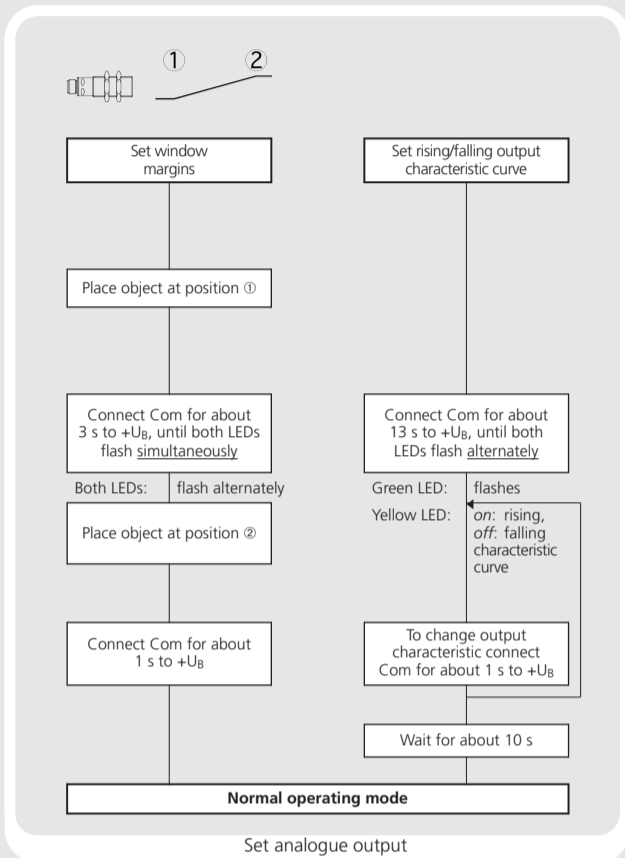 ① ②
Set window
margins
Place object at position ①
Connect Com for about
3 s to +UB, until both LEDs
flash simultaneously
Both LEDs: flash alternately
Place object at position ②
Connect Com for about
1 s to +UB
Set rising/falling output
characteristic curve
Connect Com for about
13 s to +UB, until both
LEDs flash alternately
Green LED: flashes
Yellow LED: on: rising,
off: falling
characteristic
curve
To change output
characteristic connect
Com for about 1 s to +UB
Wait for about 10 s
Normal operating mode
Set analogue output